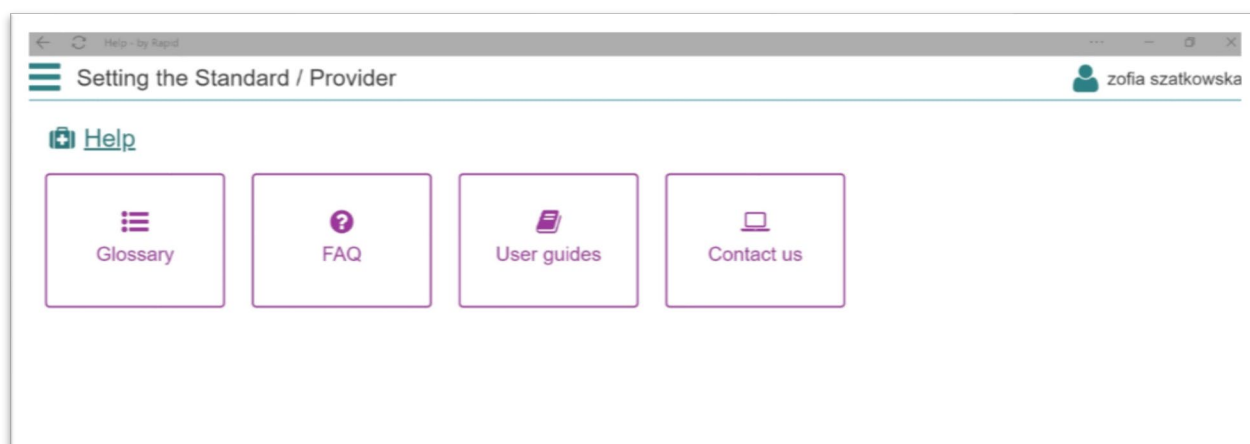 Help - by Rapid
Setting the Standard / Provider
zofia szatkowska
Help
Glossary
FAQ
User guides
Contact us